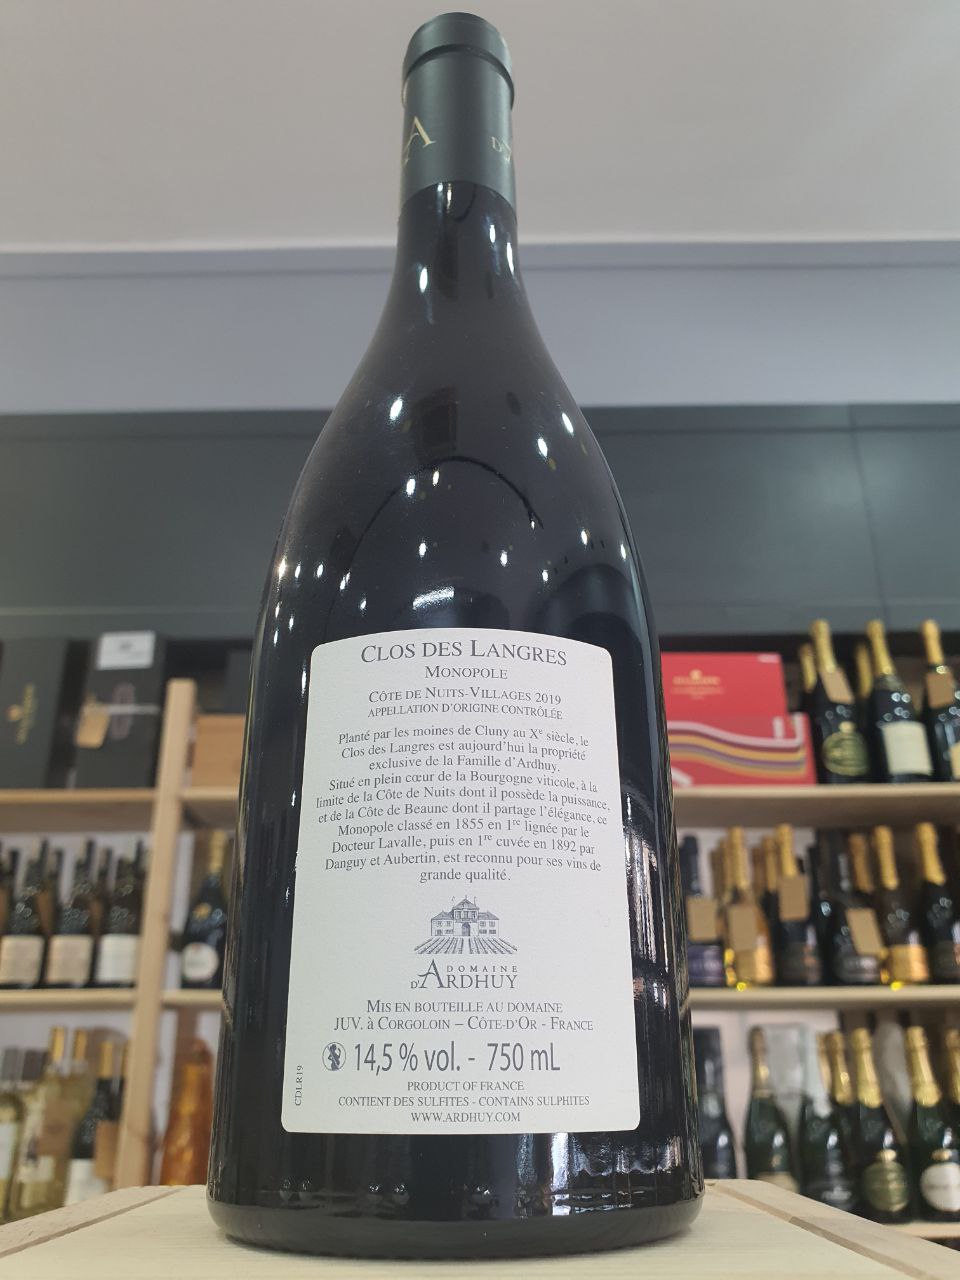 A
D'
CLOS DES LANGRES
MONOPOLE
CÔTE DE NUITS-VILLAGES 2019
APPELLATION D'ORIGINE CONTRÔLÉE
Planté par les moines de Cluny au Xe siècle, le
Clos des Langres est aujourd'hui la propriété
exclusive de la Famille d'Ardhuy.
Situé en plein cœur de la Bourgogne viticole, à la
limite de la Côte de Nuits dont il possède la puissance,
et de la Côte de Beaune dont il partage l'élégance, ce
Monopole classé en 1855 en 1re lignée par le
Docteur Lavalle, puis en 1re cuvée en 1892 par
Danguy et Aubertin, est reconnu pour ses vins de
grande qualité.
DOMAINE
D'ARDHUY
MIS EN BOUTEILLE AU DOMAINE
JUV. à CORGOLOIN – CÔTE-D'OR - FRANCE
14,5 % vol. - 750 mL
PRODUCT OF FRANCE
CONTIENT DES SULFITES - CONTAINS SULPHITES
WWW.ARDHUY.COM
CDLR19